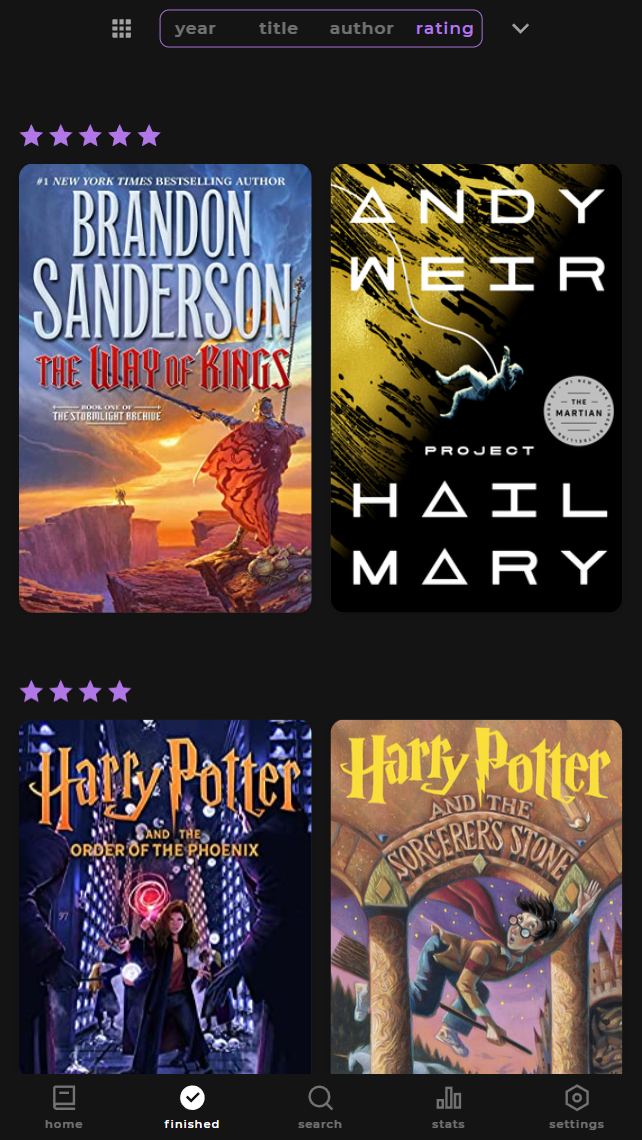 year title author rating
#1 NEW YORK TIMES BESTSELLING AUTHOR
BRANDON
SANDERSON
THE WAY OF KINGS
BOOK ONE OF
THE STORMLIGHT ARCHIVE
ANDY
WEIR
THE
MARTIAN
PROJECT
HAIL
MARY
Harry Potter
AND THE
ORDER OF THE PHOENIX
97
Harry Potter
AND THE
SORCERER'S STONE
home finished search stats settings